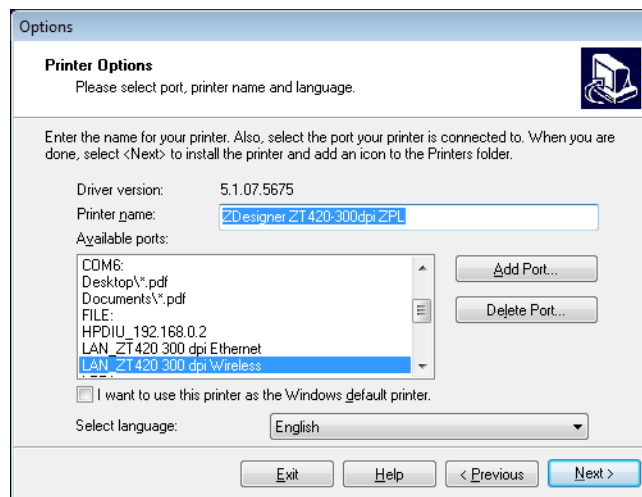 Options
Printer Options
Please select port, printer name and language.
Enter the name for your printer. Also, select the port your printer is connected to. When you are
done, select <Next> to install the printer and add an icon to the Printers folder.
Driver version: 5.1.07.5675
Printer name: ZDesigner ZT420-300dpi ZPL
Available ports:
COM6:
Desktop\*.pdf
Documents\*.pdf
FILE:
HPDIU_192.168.0.2
LAN_ZT420 300 dpi Ethernet
LAN_ZT420 300 dpi Wireless
Add Port...
Delete Port...
I want to use this printer as the Windows default printer.
Select language: English
Exit Help < Previous Next >